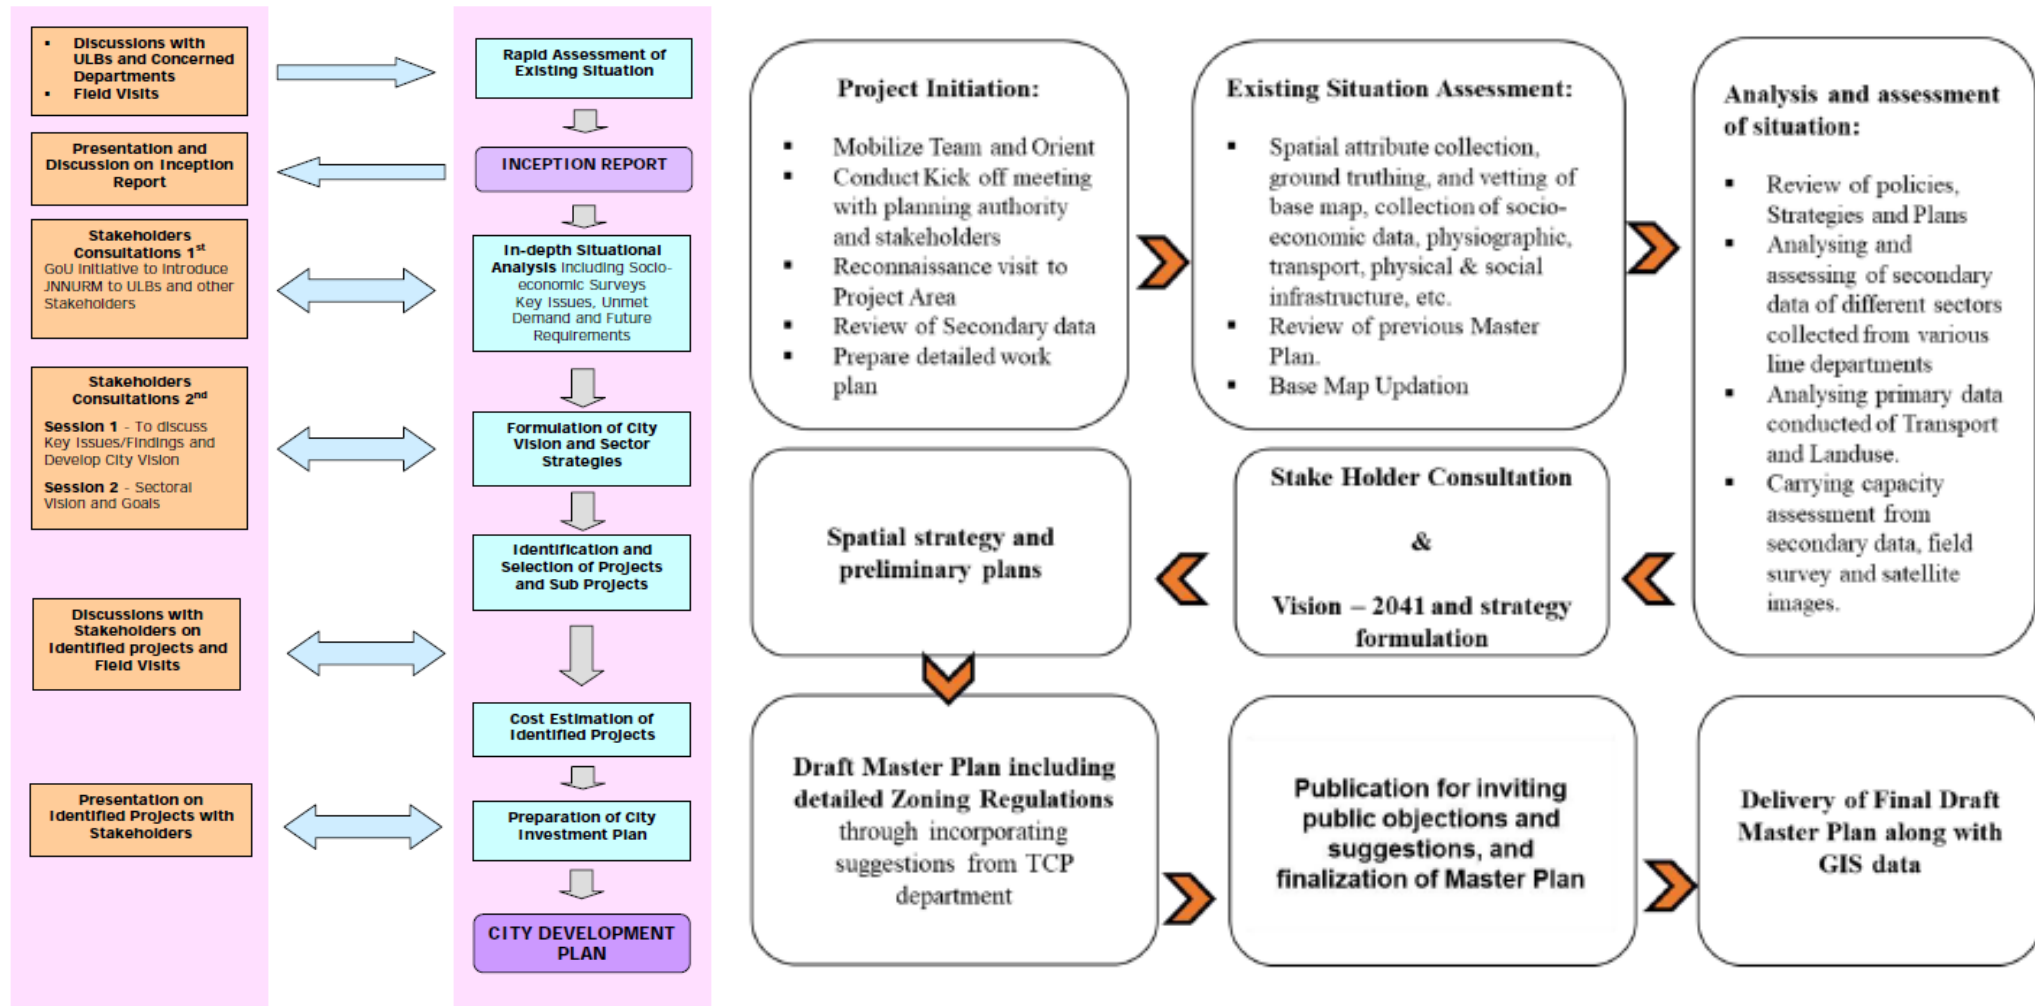 ▪ Discussions with
ULBs and Concerned
Departments
▪ Field Visits
Presentation and
Discussion on Inception
Report
Stakeholders
Consultations 1st
GoU Initiative to Introduce
JNNURM to ULBs and other
Stakeholders
Stakeholders
Consultations 2nd
Session 1 - To discuss
Key Issues/Findings and
Develop City Vision
Session 2 - Sectoral
Vision and Goals
Discussions with
Stakeholders on
Identified projects and
Field Visits
Presentation on
Identified Projects with
Stakeholders
Rapid Assessment of
Existing Situation
INCEPTION REPORT
In-depth Situational
Analysis Including Socio-
economic Surveys
Key Issues, Unmet
Demand and Future
Requirements
Formulation of City
Vision and Sector
Strategies
Identification and
Selection of Projects
and Sub Projects
Cost Estimation of
Identified Projects
Preparation of City
Investment Plan
CITY DEVELOPMENT
PLAN
Project Initiation:
▪ Mobilize Team and Orient
▪ Conduct Kick off meeting
with planning authority
and stakeholders
▪ Reconnaissance visit to
Project Area
▪ Review of Secondary data
▪ Prepare detailed work
plan
Existing Situation Assessment:
▪ Spatial attribute collection,
ground truthing, and vetting of
base map, collection of socio-
economic data, physiographic,
transport, physical & social
infrastructure, etc.
▪ Review of previous Master
Plan.
▪ Base Map Updation
Analysis and assessment
of situation:
▪ Review of policies,
Strategies and Plans
▪ Analysing and
assessing of secondary
data of different sectors
collected from various
line departments
▪ Analysing primary data
conducted of Transport
and Landuse.
▪ Carrying capacity
assessment from
secondary data, field
survey and satellite
images.
Stake Holder Consultation
&
Vision – 2041 and strategy
formulation
Spatial strategy and
preliminary plans
Draft Master Plan including
detailed Zoning Regulations
through incorporating
suggestions from TCP
department
Publication for inviting
public objections and
suggestions, and
finalization of Master Plan
Delivery of Final Draft
Master Plan along with
GIS data